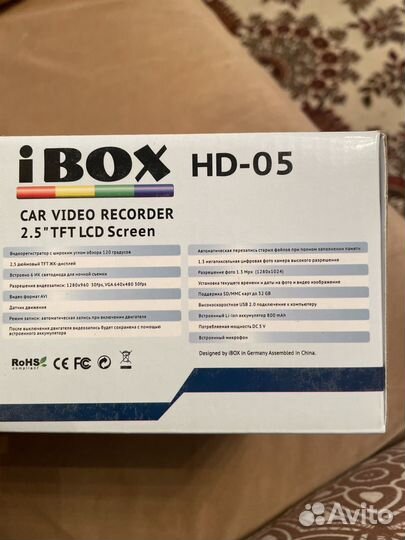 iBOX HD-05
CAR VIDEO RECORDER
2.5" TFT LCD Screen
Видеорегистратор с широким углом обзора 120 градусов
2,5 дюймовый TFT ЖК-дисплей
Встроено 6 ИК светодиода для ночной съемки
Разрешение видеозаписи: 1280x960 30fps, VGA 640x480 30fps
Видео формат AVI
Датчик движения
Режим записи: автоматическая запись при включении двигателя
После выключения двигателя видеозапись будет сохранена с помощью
встроенного аккумулятора
Автоматическая перезапись старых файлов при полном заполнении памяти
1.3 мегапиксельная цифровая фото камера высокого разрешения
Разрешение фото 1.3 Mpx (1280x1024)
Установка текущего времени и даты на фото и видео изображении
Поддержка SD/MMC карт до 32 GB
Высокоскоростное USB 2.0 подключение к компьютеру
Встроенный Li-Ion аккумулятор 800 mAh
Потребляемая мощность DC 5 V
Встроенный микрофон
RoHS
compliant
CE FC
Designed by iBOX in Germany Assembled in China.
Avito